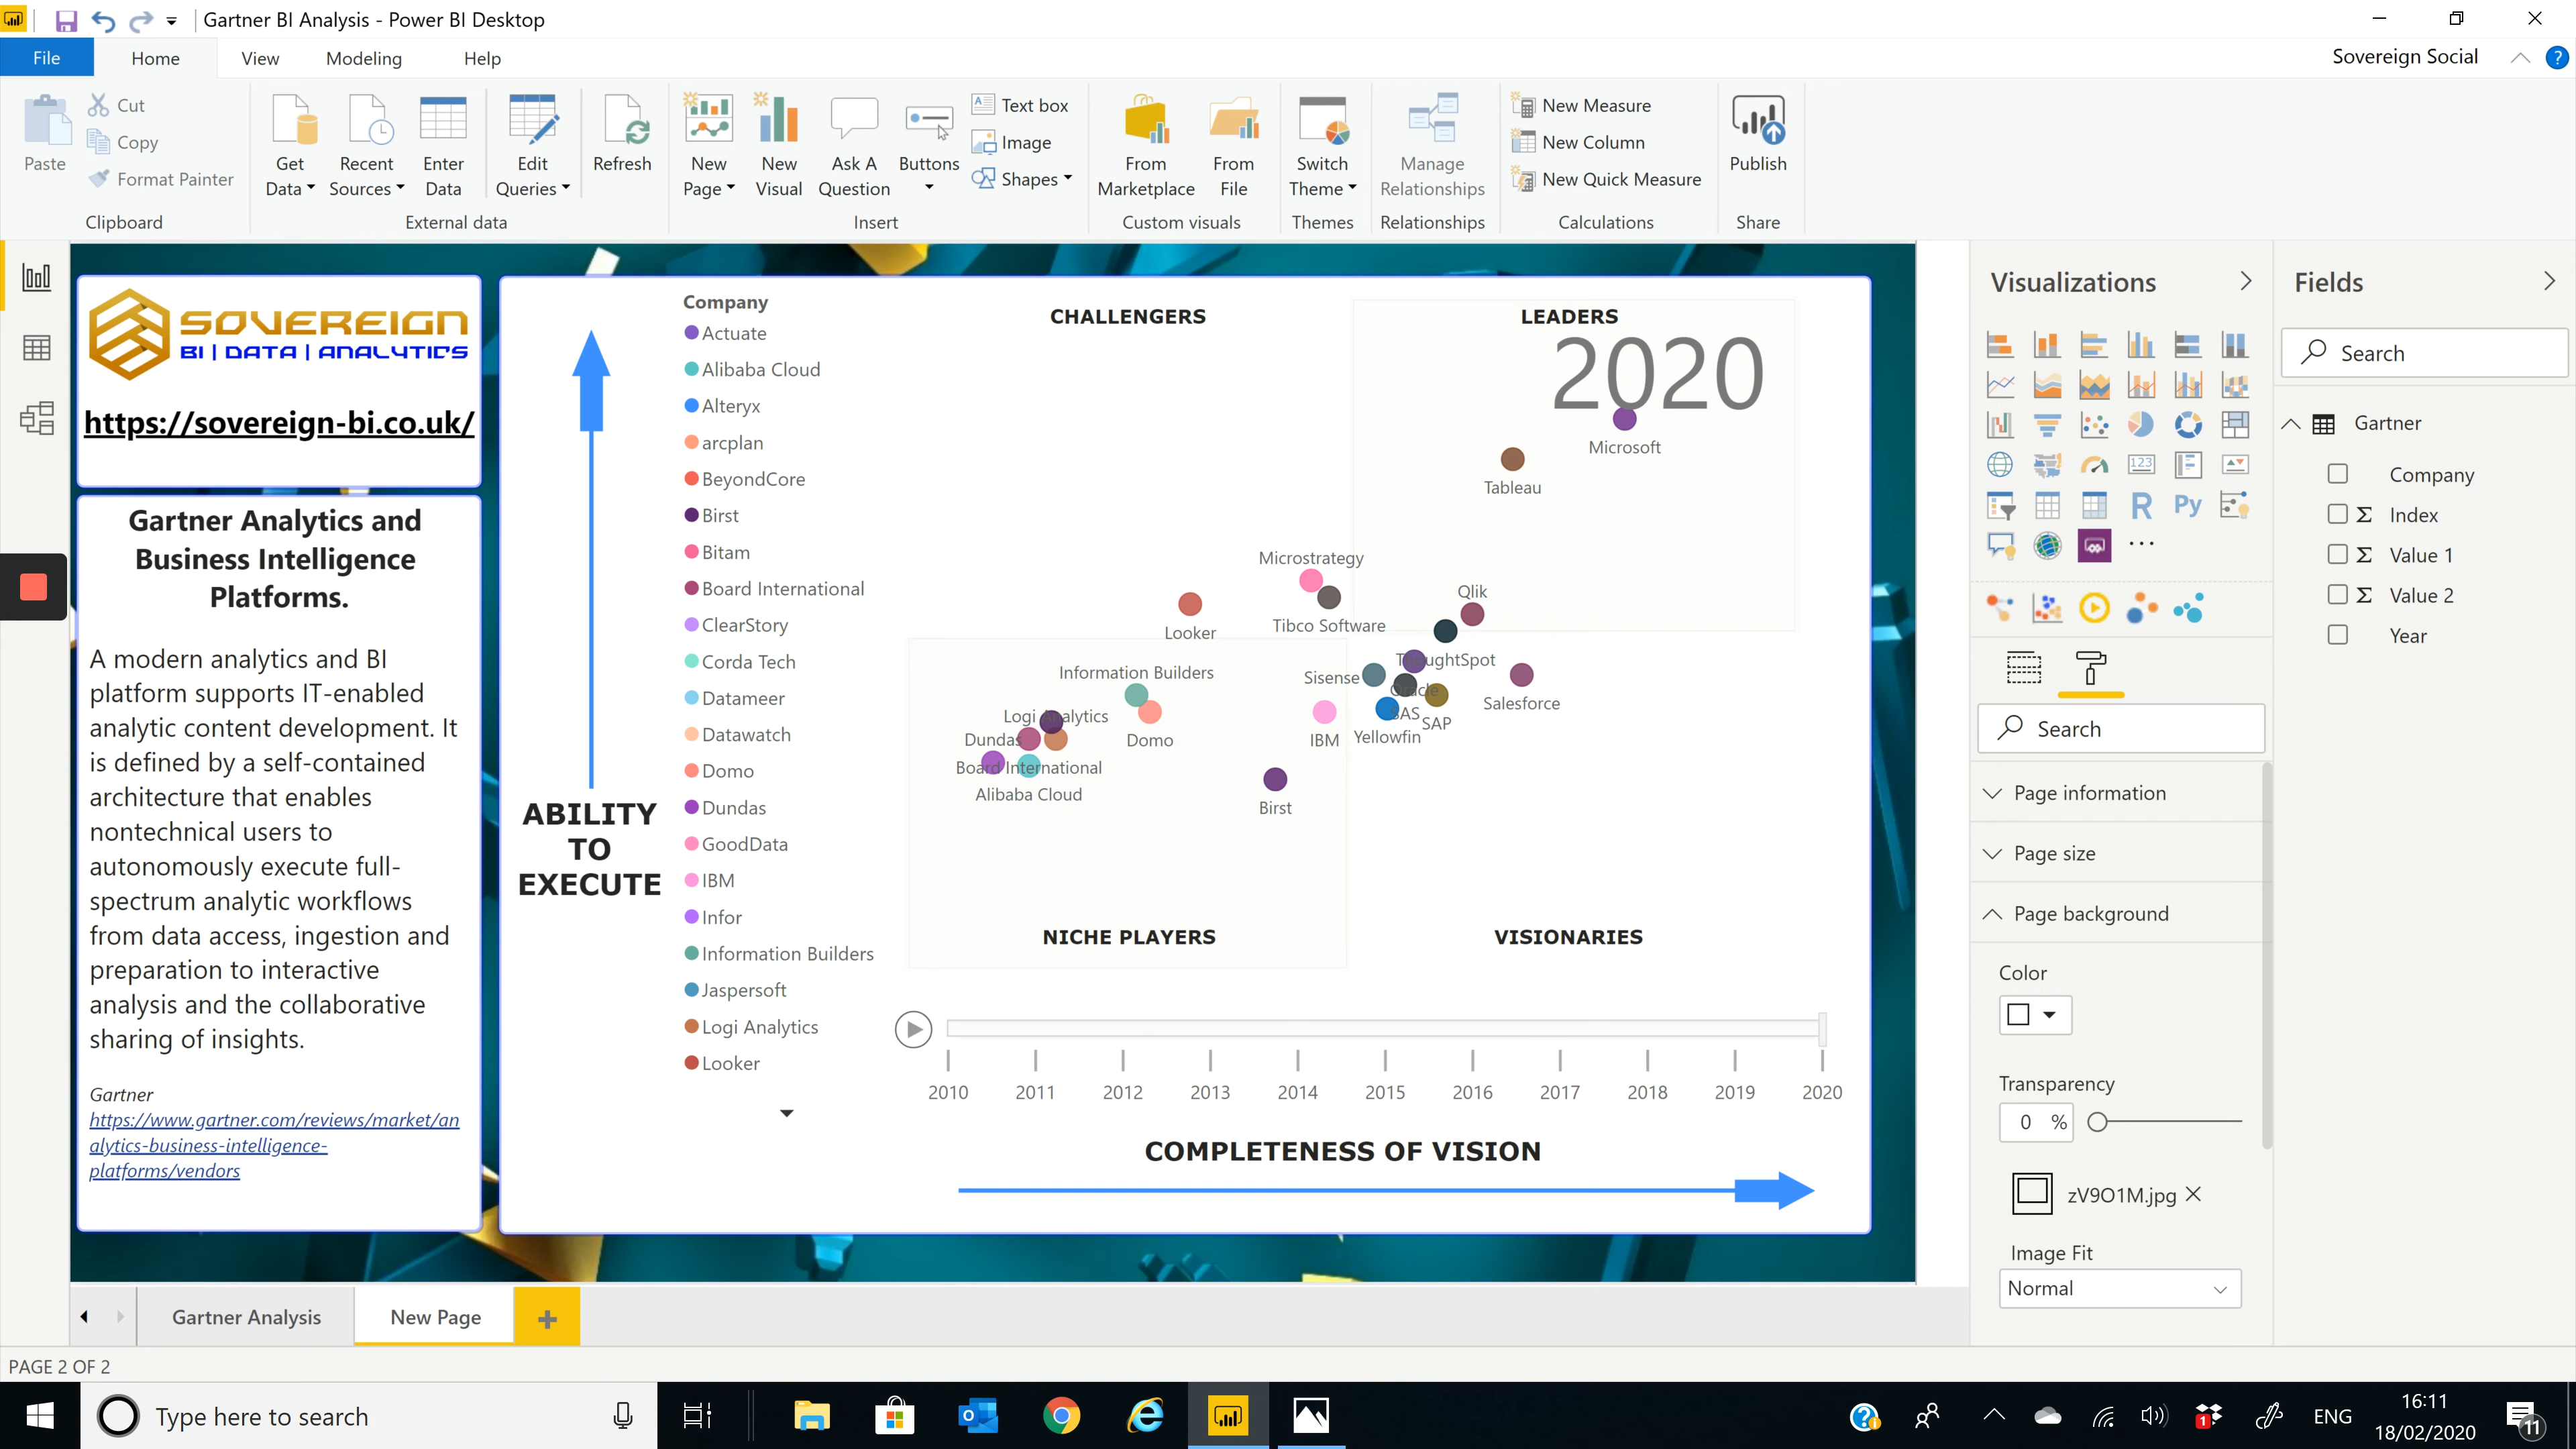 Gartner BI Analysis - Power BI Desktop
File
Home
View
Modeling
Help
Sovereign Social
?
Paste
Cut
Copy
Format Painter
Clipboard
Get
Data
Recent
Sources
Enter
Data
External data
Edit
Queries
Refresh
New
Page
New
Visual
Ask A
Question
Buttons
Text box
Image
Shapes
Insert
From
Marketplace
From
File
Custom visuals
Switch
Theme
Themes
Manage
Relationships
Relationships
New Measure
New Column
New Quick Measure
Calculations
Publish
Share
SOVEREIGN
BI | DATA | ANALYTICS
https://sovereign-bi.co.uk/
Gartner Analytics and
Business Intelligence
Platforms.
A modern analytics and BI
platform supports IT-enabled
analytic content development. It
is defined by a self-contained
architecture that enables
nontechnical users to
autonomously execute full-
spectrum analytic workflows
from data access, ingestion and
preparation to interactive
analysis and the collaborative
sharing of insights.
Gartner
https://www.gartner.com/reviews/market/an
alytics-business-intelligence-
platforms/vendors
ABILITY
TO
EXECUTE
Company
Actuate
Alibaba Cloud
Alteryx
arcplan
BeyondCore
Birst
Bitam
Board International
ClearStory
Corda Tech
Datameer
Datawatch
Domo
Dundas
GoodData
IBM
Infor
Information Builders
Jaspersoft
Logi Analytics
Looker
CHALLENGERS
LEADERS
2020
Microsoft
Tableau
Microstrategy
Qlik
Looker
Tibco Software
ThoughtSpot
Information Builders
Sisense
Oracle
Salesforce
Logi Analytics
SAS
SAP
Dundas
Domo
IBM
Yellowfin
Board International
Alibaba Cloud
Birst
NICHE PLAYERS
VISIONARIES
2010 2011 2012 2013 2014 2015 2016 2017 2018 2019 2020
COMPLETENESS OF VISION
Visualizations
123
R
Py
Search
Page information
Page size
Page background
Color
Transparency
0 %
zV9O1M.jpg
Image Fit
Normal
Fields
Search
Gartner
Company
Σ Index
Σ Value 1
Σ Value 2
Year
Gartner Analysis
New Page
PAGE 2 OF 2
Type here to search
1
ENG
16:11
18/02/2020
11